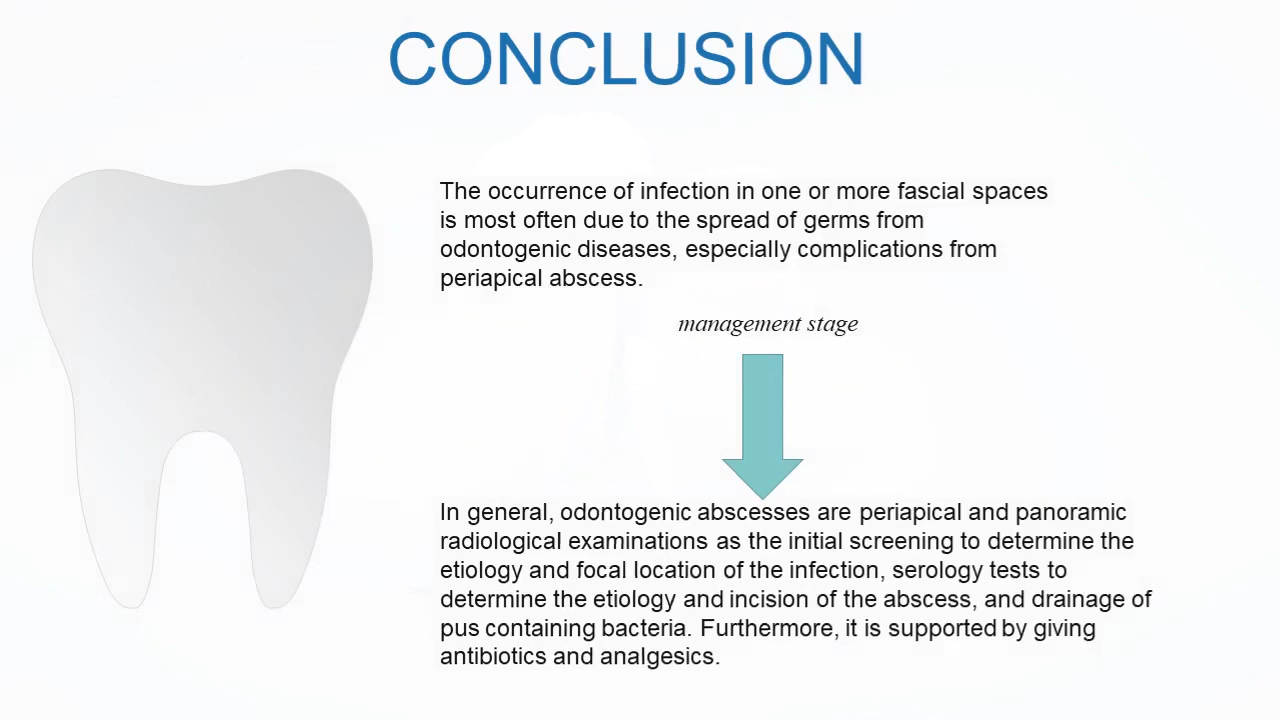 CONCLUSION
The occurrence of infection in one or more fascial spaces
is most often due to the spread of germs from
odontogenic diseases, especially complications from
periapical abscess.
management stage
In general, odontogenic abscesses are periapical and panoramic
radiological examinations as the initial screening to determine the
etiology and focal location of the infection, serology tests to
determine the etiology and incision of the abscess, and drainage of
pus containing bacteria. Furthermore, it is supported by giving
antibiotics and analgesics.